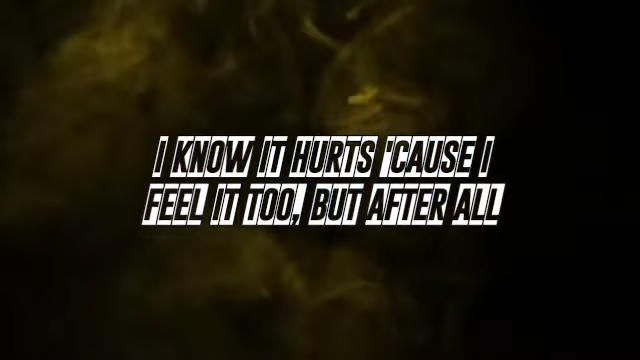 I KNOW IT HURTS 'CAUSE I
FEEL IT TOO, BUT AFTER ALL